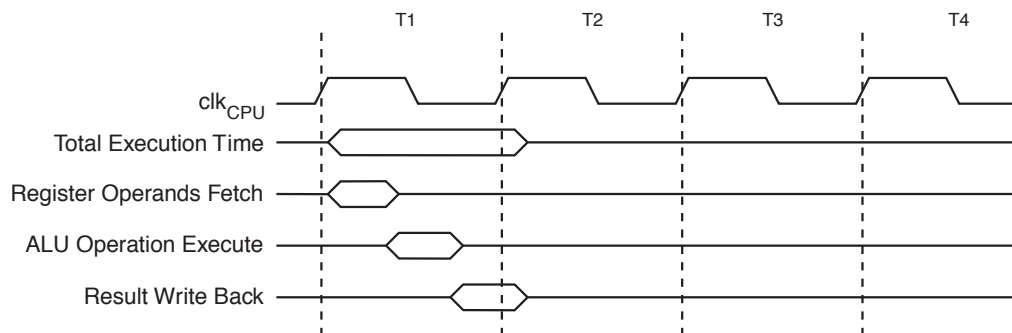 T1 T2 T3 T4
clkCPU
Total Execution Time
Register Operands Fetch
ALU Operation Execute
Result Write Back